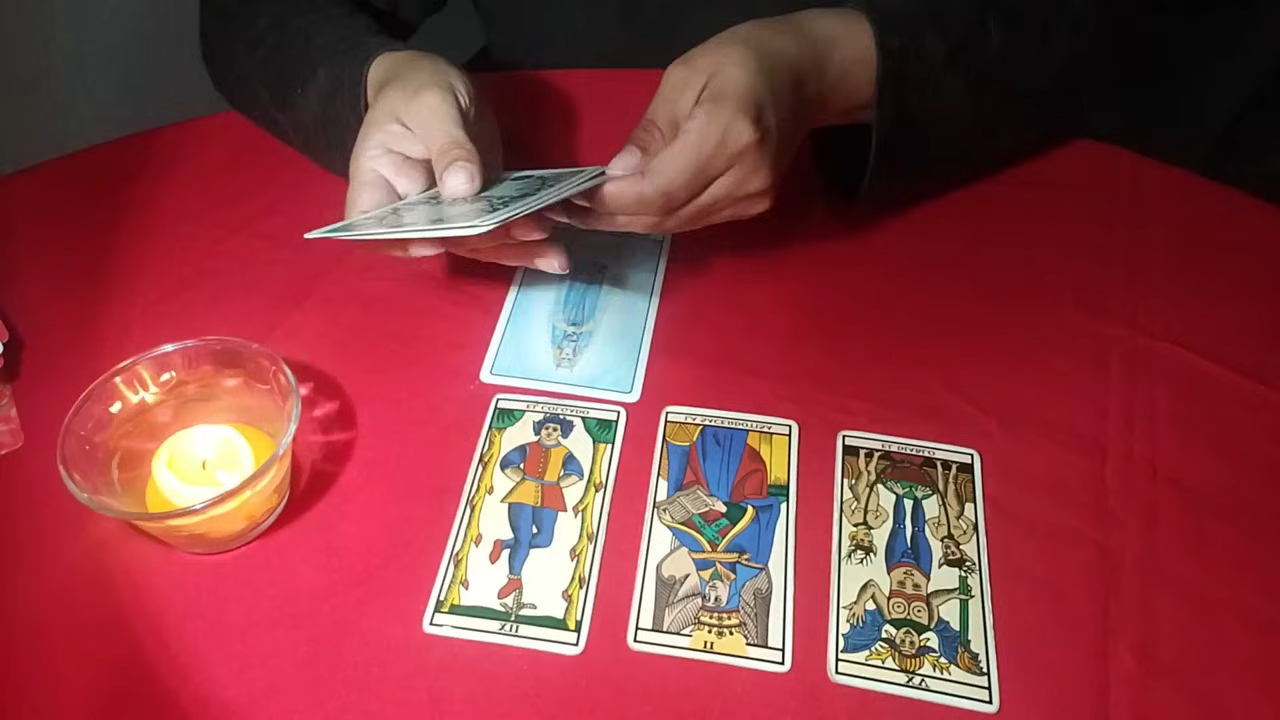 EL COLGADO
LA SACERDOTISA
EL DIABLO
XII
II
XV